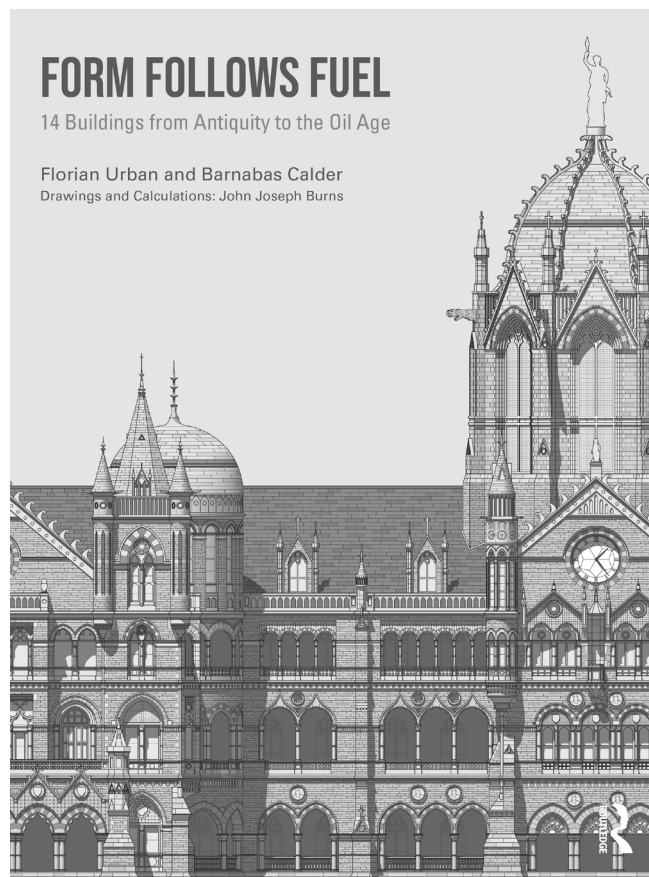 FORM FOLLOWS FUEL
14 Buildings from Antiquity to the Oil Age
Florian Urban and Barnabas Calder
Drawings and Calculations: John Joseph Burns
ROUTLEDGE